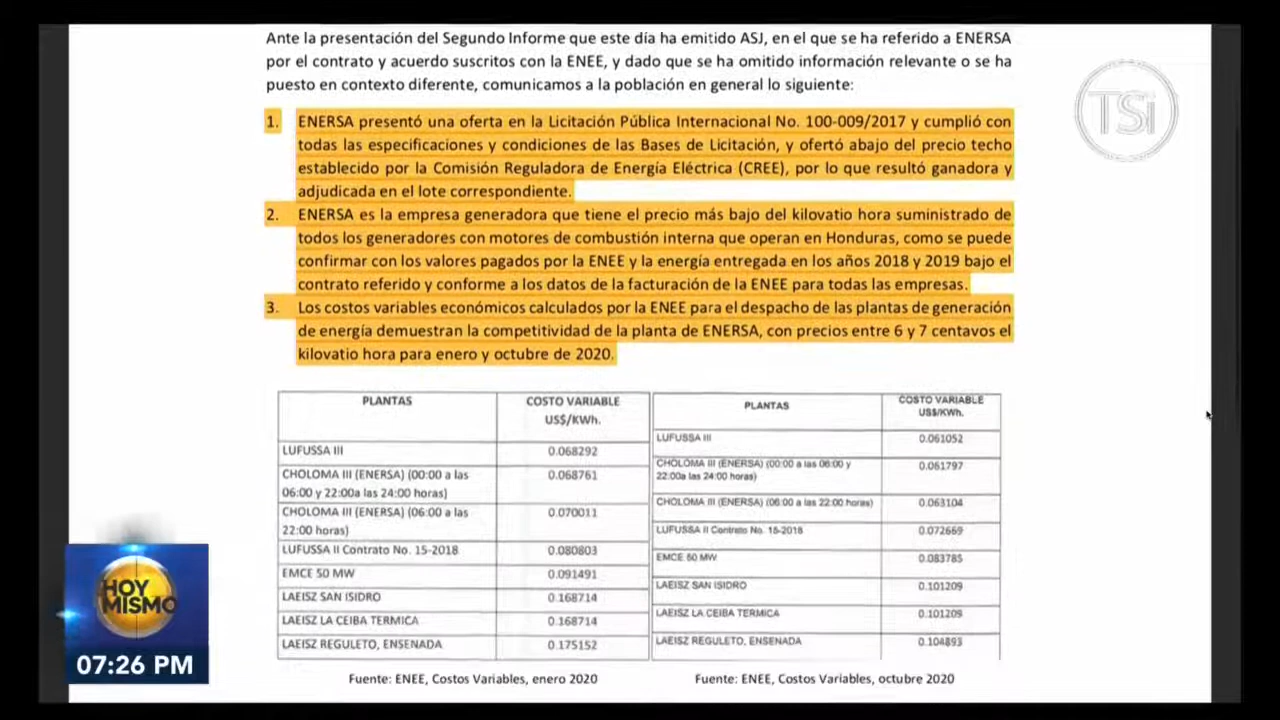 Ante la presentación del Segundo Informe que este día ha emitido ASJ, en el que se ha referido a ENERSA
por el contrato y acuerdo suscritos con la ENEE, y dado que se ha omitido información relevante o se ha
puesto en contexto diferente, comunicamos a la población en general lo siguiente:
TSi
1. ENERSA presentó una oferta en la Licitación Pública Internacional No. 100-009/2017 y cumplió con
todas las especificaciones y condiciones de las Bases de Licitación, y ofertó abajo del precio techo
establecido por la Comisión Reguladora de Energía Eléctrica (CREE), por lo que resultó ganadora y
adjudicada en el lote correspondiente.
2. ENERSA es la empresa generadora que tiene el precio más bajo del kilovatio hora suministrado de
todos los generadores con motores de combustión interna que operan en Honduras, como se puede
confirmar con los valores pagados por la ENEE y la energía entregada en los años 2018 y 2019 bajo el
contrato referido y conforme a los datos de la facturación de la ENEE para todas las empresas.
3. Los costos variables económicos calculados por la ENEE para el despacho de las plantas de generación
de energía demuestran la competitividad de la planta de ENERSA, con precios entre 6 y 7 centavos el
kilovatio hora para enero y octubre de 2020.
PLANTAS COSTO VARIABLE
US$/KWh.
LUFUSSA III 0.068292
CHOLOMA III (ENERSA) (00:00 a las 0.068761
06:00 y 22:00a las 24:00 horas)
CHOLOMA III (ENERSA) (06:00 a las 0.070011
22:00 horas)
LUFUSSA II Contrato No. 15-2018 0.080803
EMCE 50 MW 0.091491
LAEISZ SAN ISIDRO 0.168714
LAEISZ LA CEIBA TERMICA 0.168714
LAEISZ REGULETO, ENSENADA 0.175152
Fuente: ENEE, Costos Variables, enero 2020
PLANTAS COSTO VARIABLE
US$/KWh.
LUFUSSA III 0.061052
CHOLOMA III (ENERSA) (00:00 a las 06:00 y 0.061797
22:00a las 24:00 horas)
CHOLOMA III (ENERSA) (06:00 a las 22:00 horas) 0.063104
LUFUSSA II Contrato No. 15-2018 0.072669
EMCE 50 MW 0.083785
LAEISZ SAN ISIDRO 0.101209
LAEISZ LA CEIBA TERMICA 0.101209
LAEISZ REGULETO, ENSENADA 0.104893
Fuente: ENEE, Costos Variables, octubre 2020
HOY
MISMO
07:26 PM